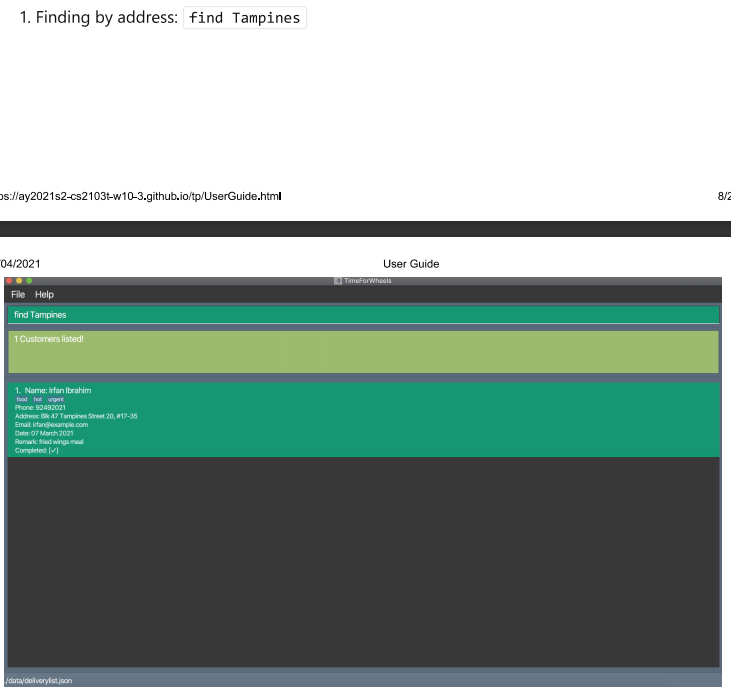 1. Finding by address: find Tampines
ps://ay2021s2-cs2103t-w10-3.github.io/tp/UserGuide.html 8/2
/04/2021 User Guide
TimeForWheels
File Help
find Tampines
1 Customers listed!
1. Name: Irfan Ibrahim
food hot urgent
Phone: 92492021
Address: Blk 47 Tampines Street 20, #17-35
Email: irfan@example.com
Date: 07 March 2021
Remark: fried wings meal
Completed: [✓]
./data/deliverylist.json